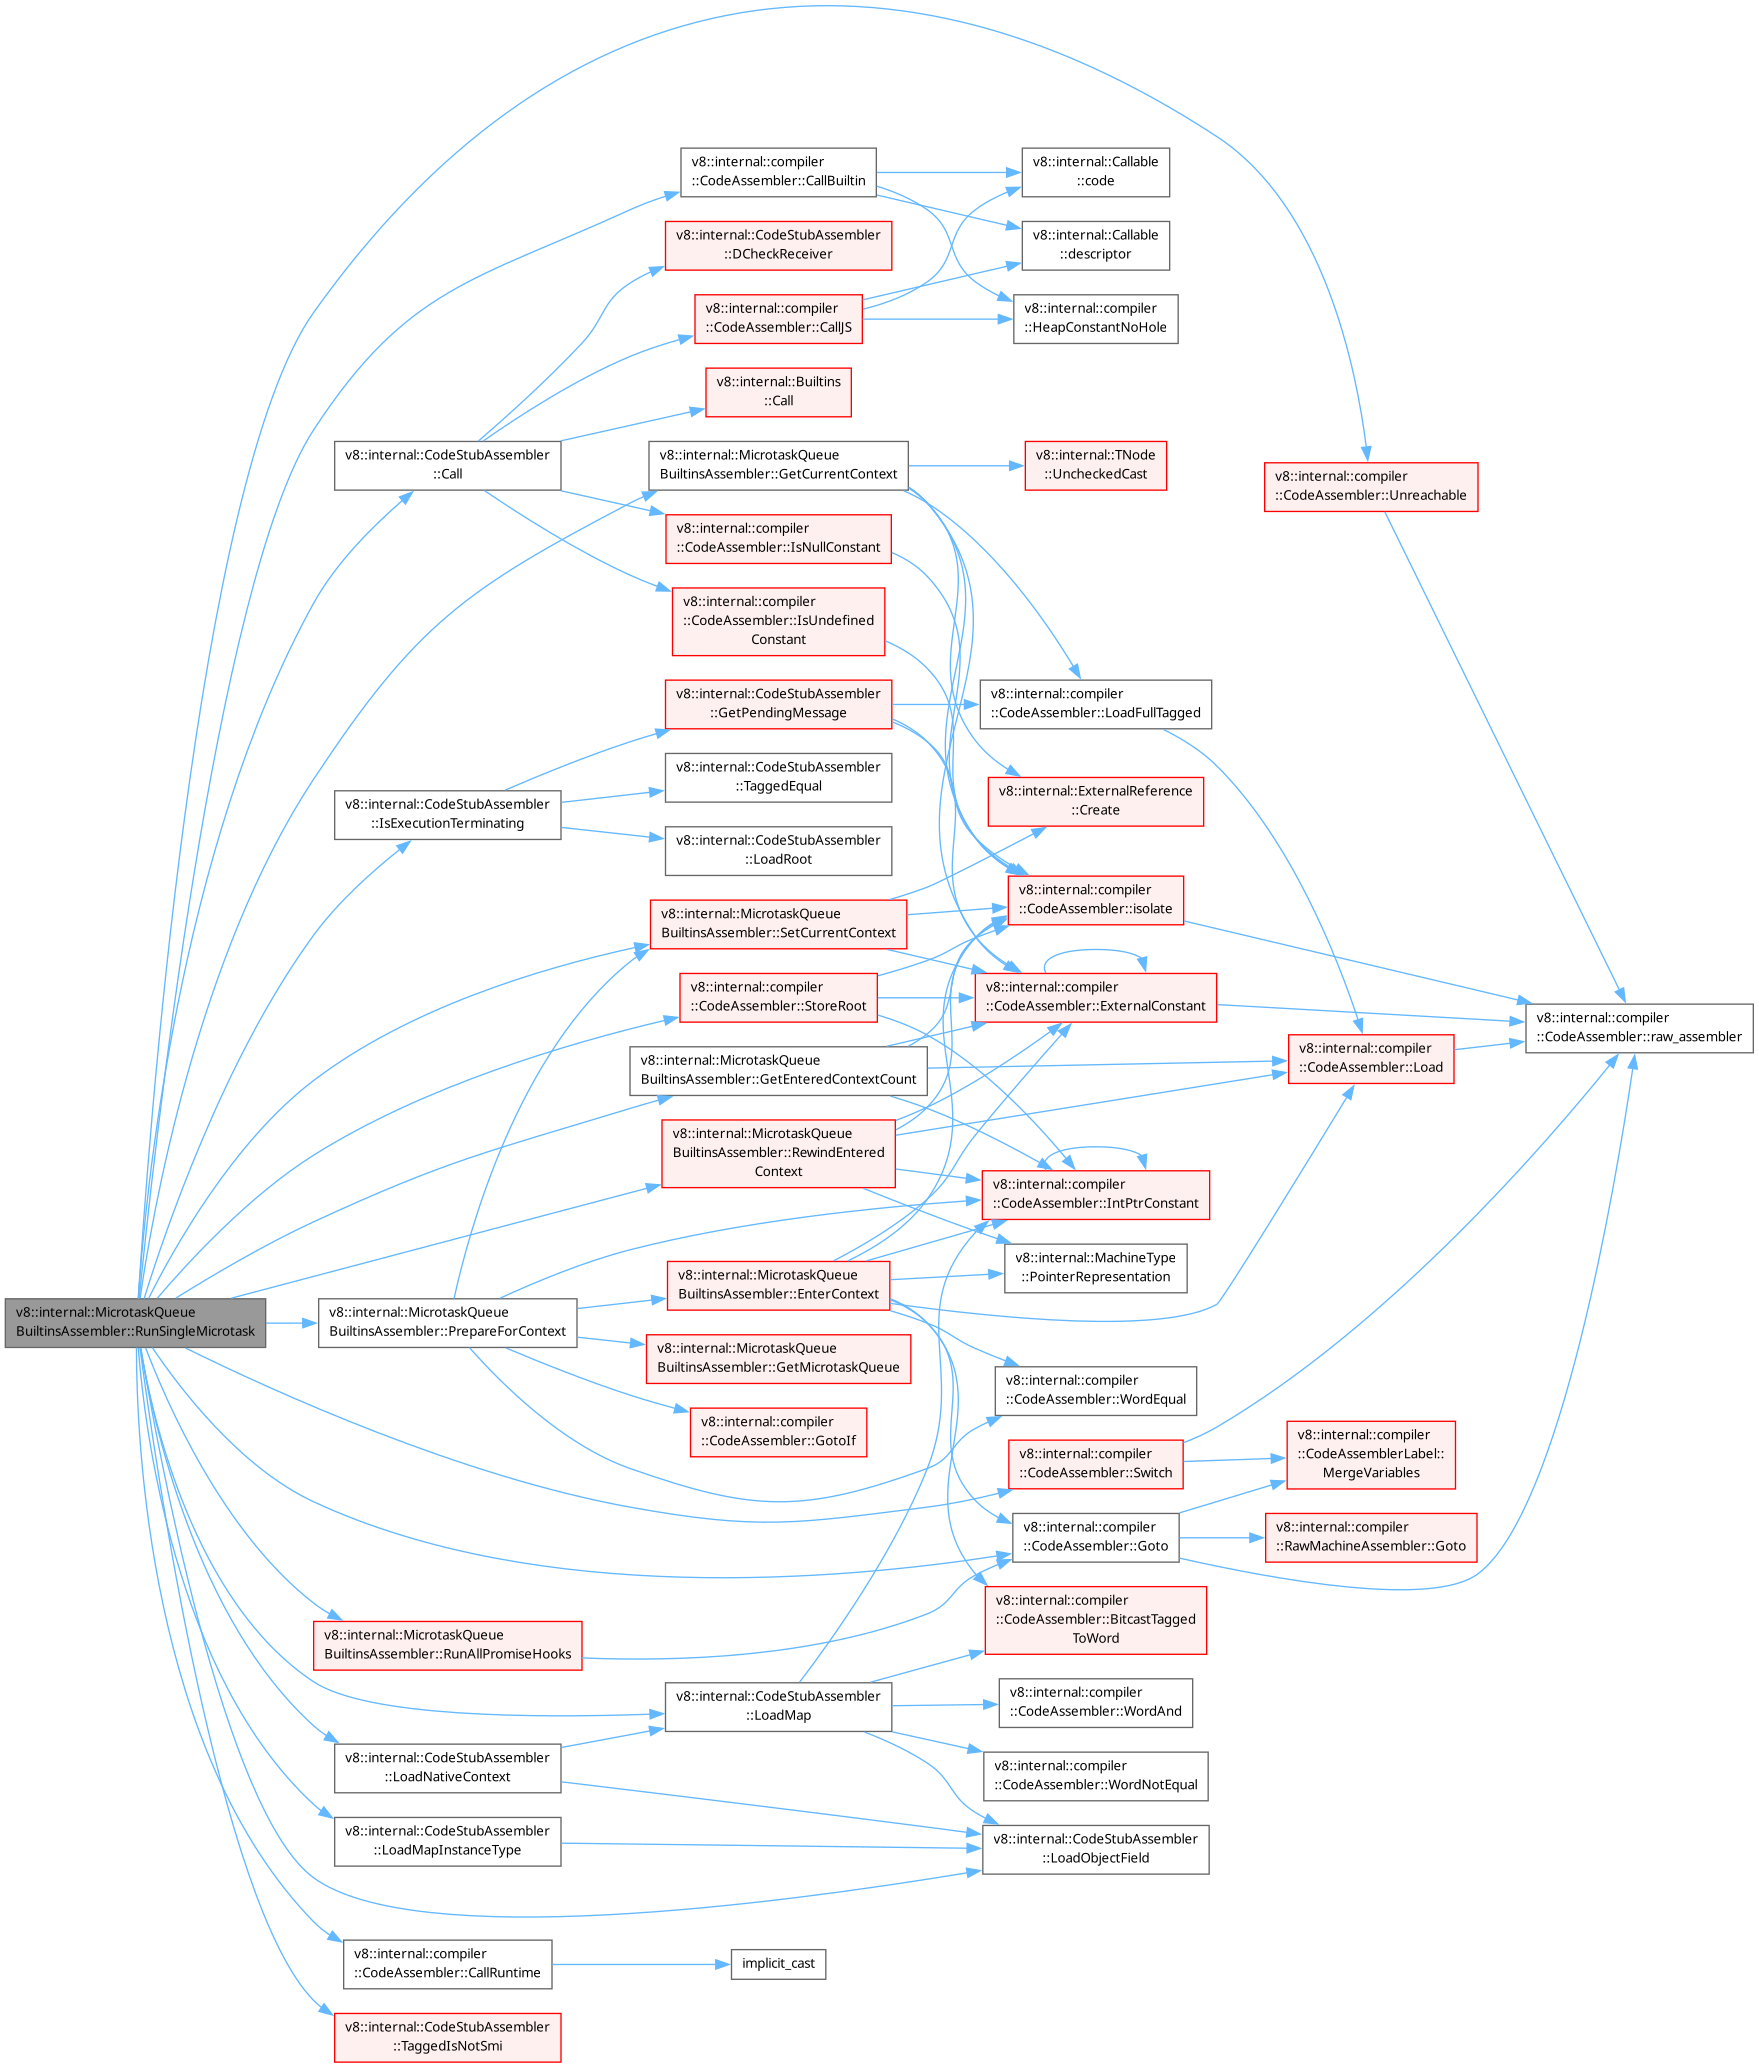 v8::internal::compiler
::CodeAssembler::CallBuiltin
v8::internal::Callable
::code
v8::internal::CodeStubAssembler
::DCheckReceiver
v8::internal::Callable
::descriptor
v8::internal::compiler
::CodeAssembler::CallJS
v8::internal::compiler
::HeapConstantNoHole
v8::internal::Builtins
::Call
v8::internal::CodeStubAssembler
::Call
v8::internal::MicrotaskQueue
BuiltinsAssembler::GetCurrentContext
v8::internal::TNode
::UncheckedCast
v8::internal::compiler
::CodeAssembler::Unreachable
v8::internal::compiler
::CodeAssembler::IsNullConstant
v8::internal::compiler
::CodeAssembler::IsUndefined
Constant
v8::internal::CodeStubAssembler
::GetPendingMessage
v8::internal::compiler
::CodeAssembler::LoadFullTagged
v8::internal::CodeStubAssembler
::TaggedEqual
v8::internal::ExternalReference
::Create
v8::internal::CodeStubAssembler
::IsExecutionTerminating
v8::internal::CodeStubAssembler
::LoadRoot
v8::internal::compiler
::CodeAssembler::isolate
v8::internal::MicrotaskQueue
BuiltinsAssembler::SetCurrentContext
v8::internal::compiler
::CodeAssembler::StoreRoot
v8::internal::compiler
::CodeAssembler::ExternalConstant
v8::internal::compiler
::CodeAssembler::raw_assembler
v8::internal::MicrotaskQueue
BuiltinsAssembler::GetEnteredContextCount
v8::internal::compiler
::CodeAssembler::Load
v8::internal::MicrotaskQueue
BuiltinsAssembler::RewindEntered
Context
v8::internal::compiler
::CodeAssembler::IntPtrConstant
v8::internal::MachineType
::PointerRepresentation
v8::internal::MicrotaskQueue
BuiltinsAssembler::EnterContext
v8::internal::MicrotaskQueue
BuiltinsAssembler::RunSingleMicrotask
v8::internal::MicrotaskQueue
BuiltinsAssembler::PrepareForContext
v8::internal::MicrotaskQueue
BuiltinsAssembler::GetMicrotaskQueue
v8::internal::compiler
::CodeAssembler::WordEqual
v8::internal::compiler
::CodeAssembler::GotoIf
v8::internal::compiler
::CodeAssembler::Switch
v8::internal::compiler
::CodeAssemblerLabel::
MergeVariables
v8::internal::compiler
::CodeAssembler::Goto
v8::internal::compiler
::RawMachineAssembler::Goto
v8::internal::compiler
::CodeAssembler::BitcastTagged
ToWord
v8::internal::MicrotaskQueue
BuiltinsAssembler::RunAllPromiseHooks
v8::internal::CodeStubAssembler
::LoadMap
v8::internal::compiler
::CodeAssembler::WordAnd
v8::internal::CodeStubAssembler
::LoadNativeContext
v8::internal::compiler
::CodeAssembler::WordNotEqual
v8::internal::CodeStubAssembler
::LoadMapInstanceType
v8::internal::CodeStubAssembler
::LoadObjectField
v8::internal::compiler
::CodeAssembler::CallRuntime
implicit_cast
v8::internal::CodeStubAssembler
::TaggedIsNotSmi